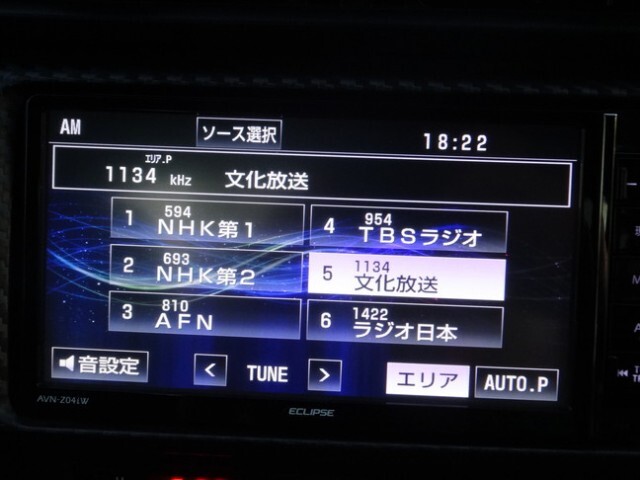 AM ソース選択 18:22
エリア.P
1134 kHz 文化放送
1 594 NHK第1
4 954 TBSラジオ
2 693 NHK第2
5 1134 文化放送
3 810 AFN
6 1422 ラジオ日本
音設定 < TUNE > エリア AUTO.P
AVN-Z04iW
ECLIPSE